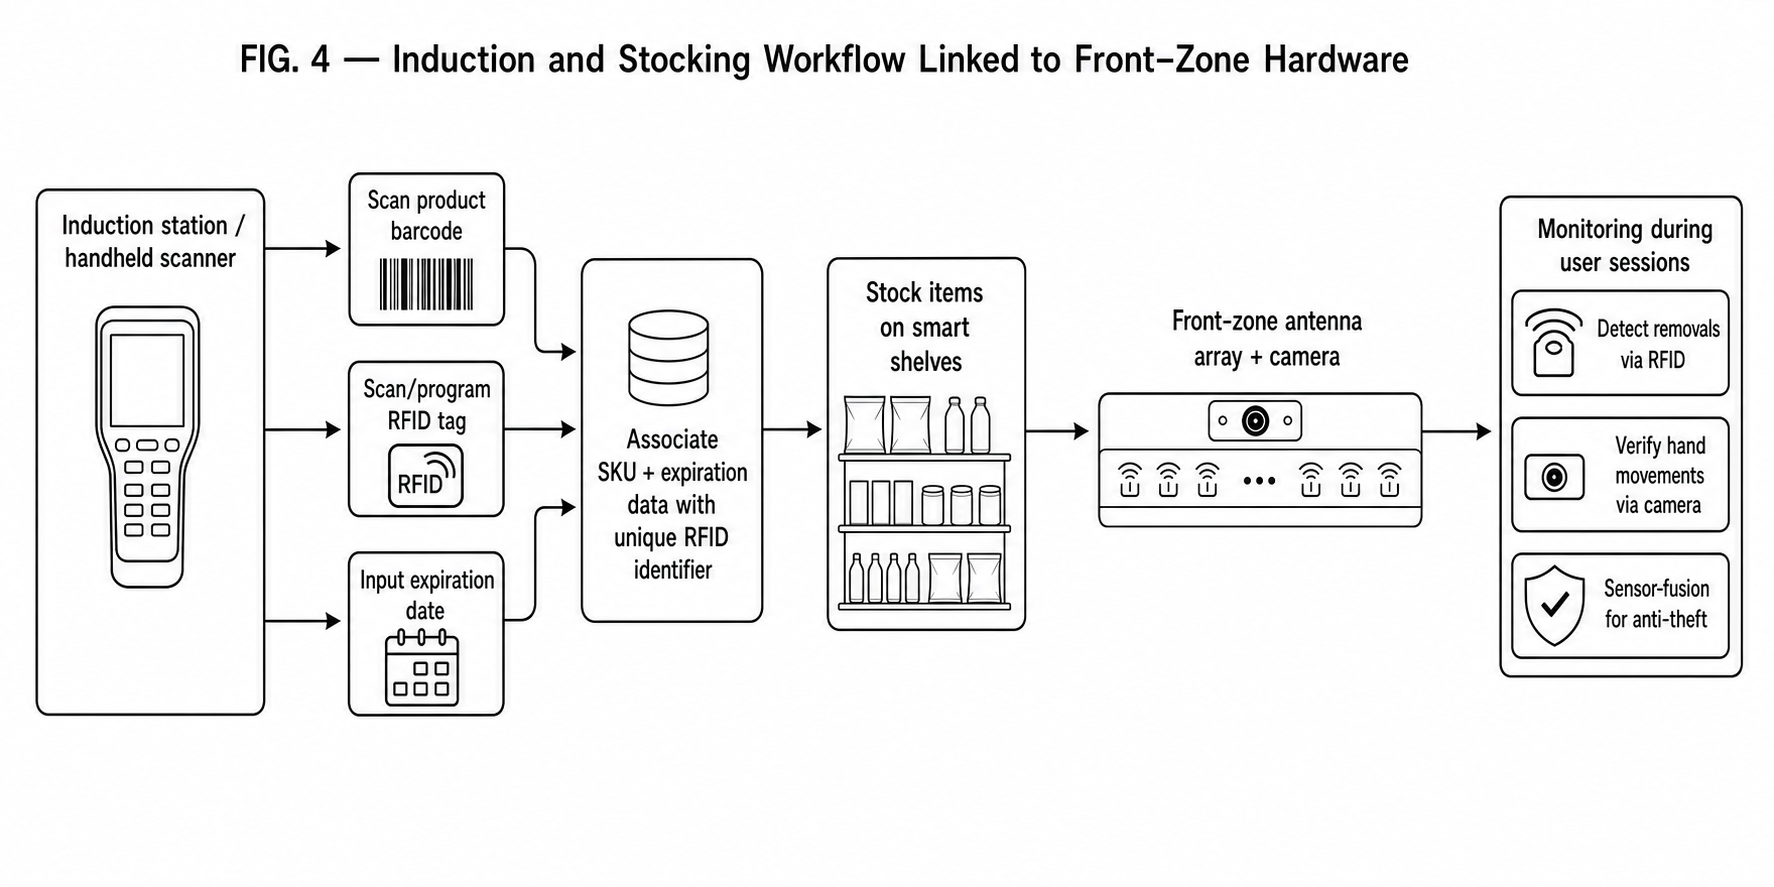 FIG. 4 — Induction and Stocking Workflow Linked to Front-Zone Hardware
Induction station /
handheld scanner
Scan product
barcode
Scan/program
RFID tag
RFID
Input expiration
date
Associate
SKU + expiration
data with
unique RFID
identifier
Stock items
on smart
shelves
Front-zone antenna
array + camera
Monitoring during
user sessions
Detect removals
via RFID
Verify hand
movements
via camera
Sensor-fusion
for anti-theft